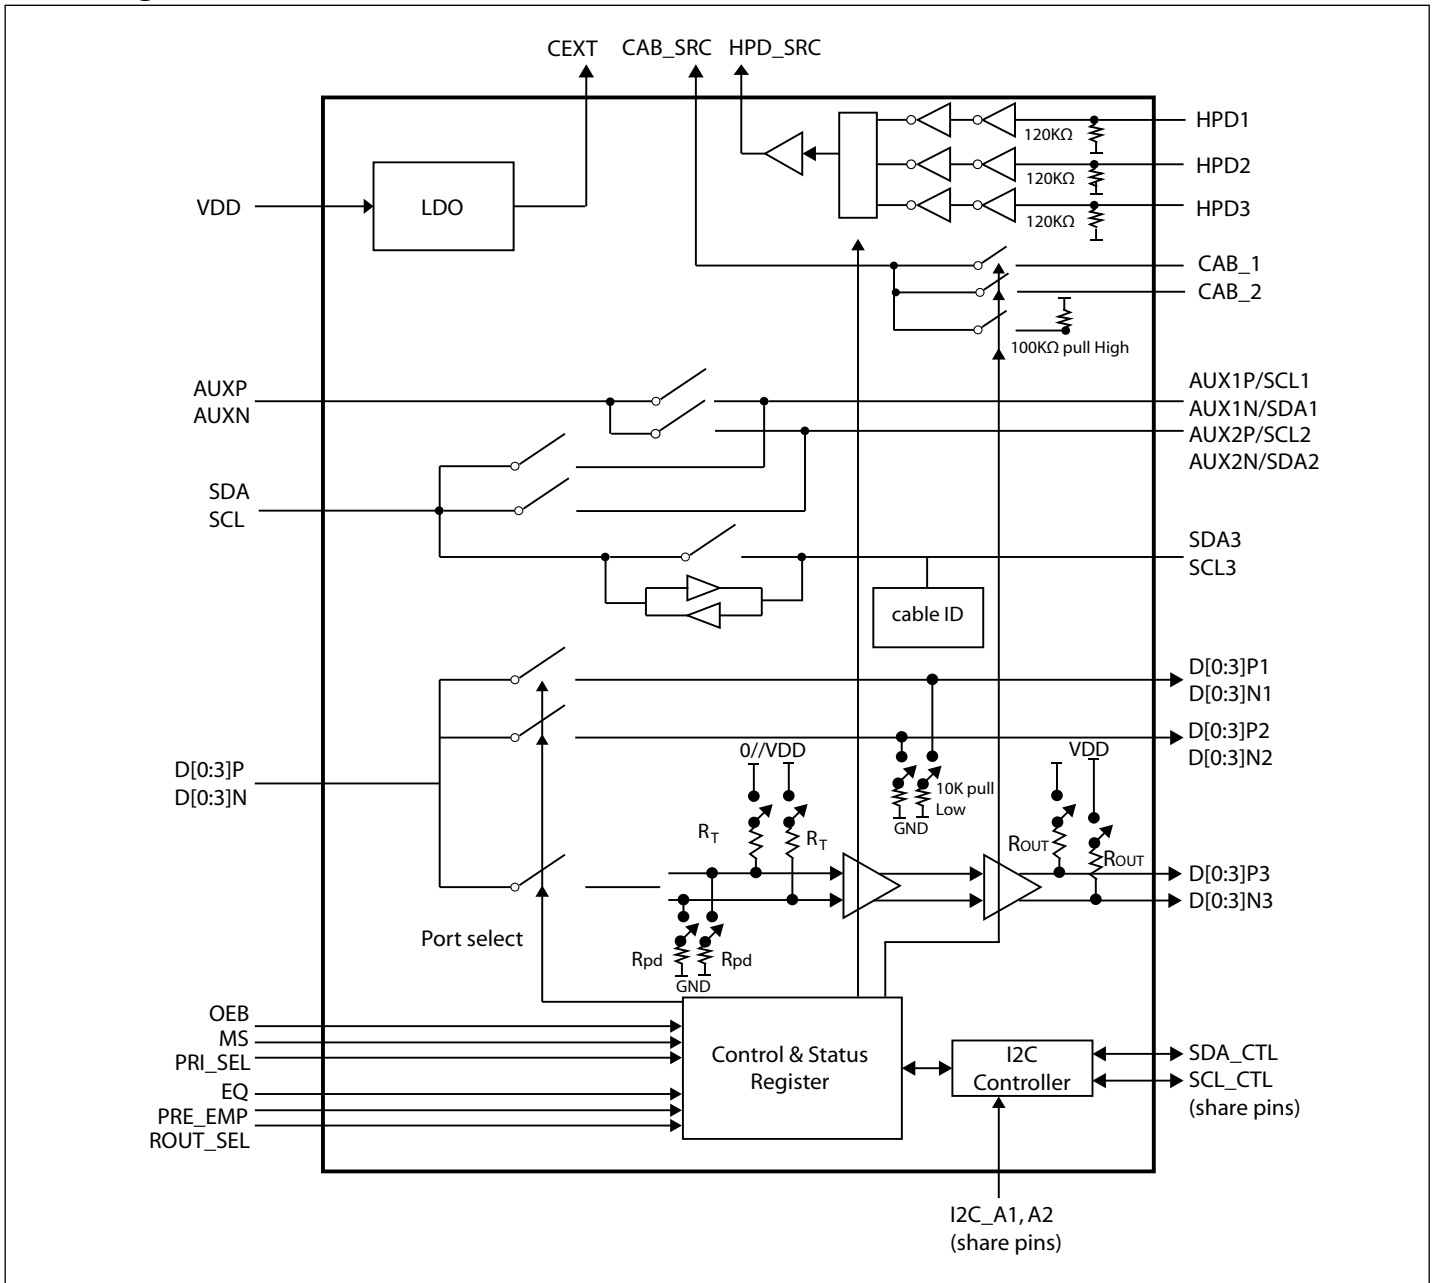 CEXT CAB_SRC HPD_SRC
HPD1
120KΩ
HPD2
120KΩ
HPD3
120KΩ
VDD
LDO
CAB_1
CAB_2
100KΩ pull High
AUXP
AUXN
AUX1P/SCL1
AUX1N/SDA1
AUX2P/SCL2
AUX2N/SDA2
SDA
SCL
SDA3
SCL3
cable ID
D[0:3]P1
D[0:3]N1
D[0:3]P2
D[0:3]N2
0//VDD
VDD
D[0:3]P
D[0:3]N
10K pull
Low
GND
RT
RT
ROUT
ROUT
D[0:3]P3
D[0:3]N3
Port select
Rpd
Rpd
GND
OEB
MS
PRI_SEL
EQ
PRE_EMP
ROUT_SEL
Control & Status
Register
I2C
Controller
SDA_CTL
SCL_CTL
(share pins)
I2C_A1, A2
(share pins)